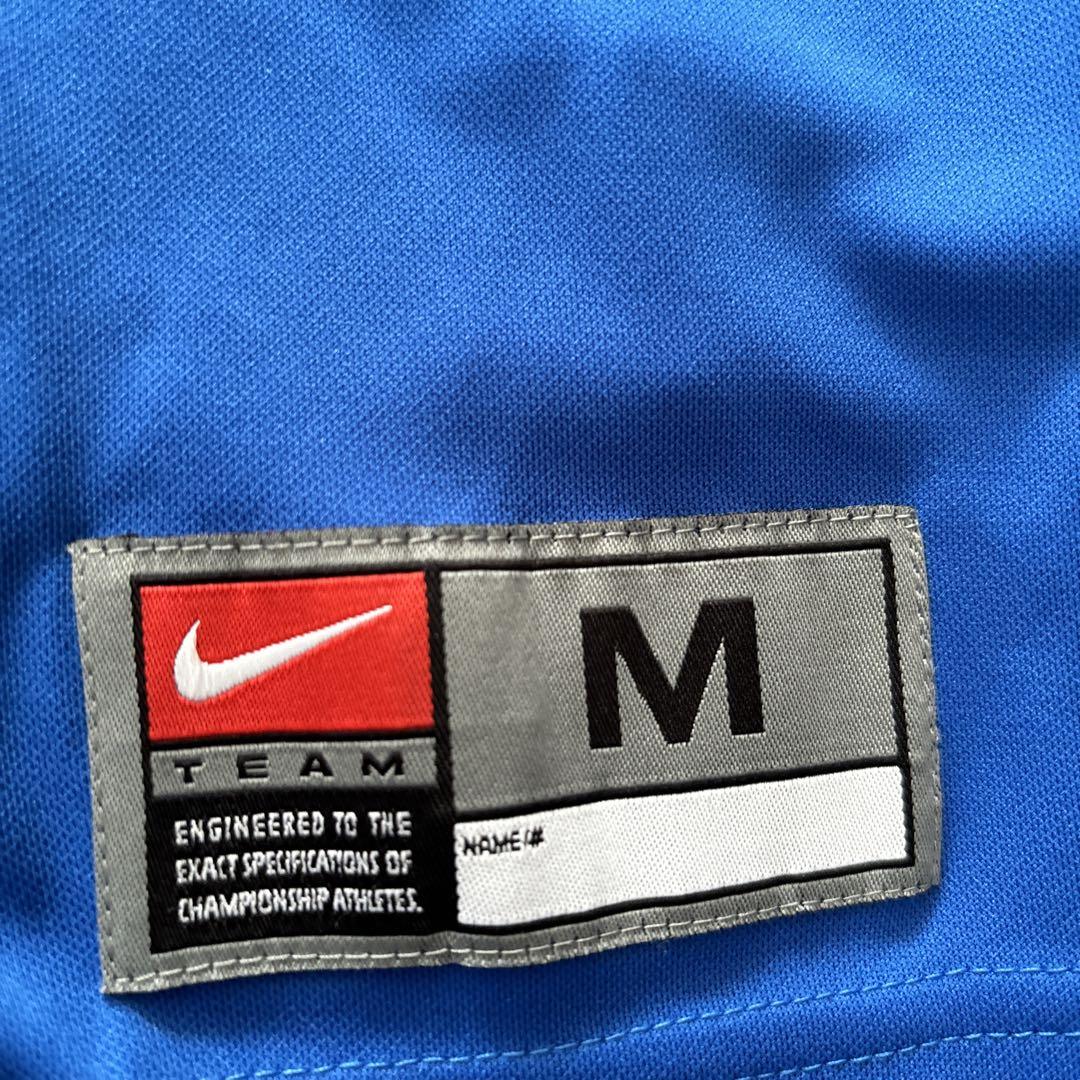 TEAM
ENGINEERED TO THE
EXACT SPECIFICATIONS OF
CHAMPIONSHIP ATHLETES.
M
NAME/#